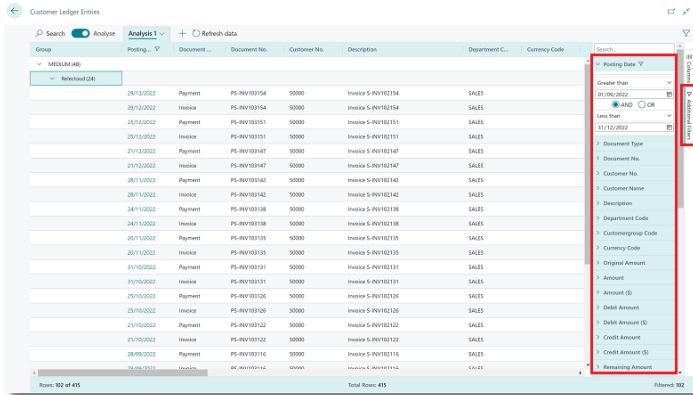 Customer Ledger Entries
Search Analyse Analysis 1 Refresh data
Group Posting... Document ... Document No. Customer No. Description Department C... Currency Code
MEDIUM (48)
Relecloud (24)
29/12/2022 Payment PS-INV103154 50000 Invoice S-INV102154 SALES
29/12/2022 Invoice PS-INV103154 50000 Invoice S-INV102154 SALES
25/12/2022 Payment PS-INV103151 50000 Invoice S-INV102151 SALES
25/12/2022 Invoice PS-INV103151 50000 Invoice S-INV102151 SALES
21/12/2022 Payment PS-INV103147 50000 Invoice S-INV102147 SALES
21/12/2022 Invoice PS-INV103147 50000 Invoice S-INV102147 SALES
28/11/2022 Payment PS-INV103142 50000 Invoice S-INV102142 SALES
28/11/2022 Invoice PS-INV103142 50000 Invoice S-INV102142 SALES
24/11/2022 Payment PS-INV103138 50000 Invoice S-INV102138 SALES
24/11/2022 Invoice PS-INV103138 50000 Invoice S-INV102138 SALES
20/11/2022 Payment PS-INV103135 50000 Invoice S-INV102135 SALES
20/11/2022 Invoice PS-INV103135 50000 Invoice S-INV102135 SALES
31/10/2022 Payment PS-INV103131 50000 Invoice S-INV102131 SALES
31/10/2022 Invoice PS-INV103131 50000 Invoice S-INV102131 SALES
25/10/2022 Payment PS-INV103126 50000 Invoice S-INV102126 SALES
25/10/2022 Invoice PS-INV103126 50000 Invoice S-INV102126 SALES
21/10/2022 Payment PS-INV103122 50000 Invoice S-INV102122 SALES
21/10/2022 Invoice PS-INV103122 50000 Invoice S-INV102122 SALES
28/09/2022 Payment PS-INV103116 50000 Invoice S-INV102116 SALES
28/09/2022 Invoice PS-INV103116 50000 Invoice S-INV102116 SALES
Search...
Posting Date
Greater than
01/09/2022
AND OR
Less than
31/12/2022
Document Type
Document No.
Customer No.
Customer Name
Description
Department Code
Customergroup Code
Currency Code
Original Amount
Amount
Amount ($)
Debit Amount
Debit Amount ($)
Credit Amount
Credit Amount ($)
Remaining Amount
Columns
Additional Filters
Rows: 102 of 415 Total Rows: 415 Filtered: 102